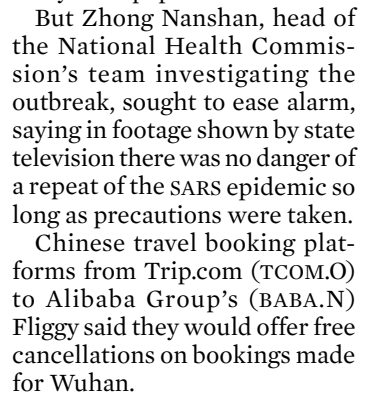 But Zhong Nanshan, head of
the National Health Commis-
sion's team investigating the
outbreak, sought to ease alarm,
saying in footage shown by state
television there was no danger of
a repeat of the SARS epidemic so
long as precautions were taken.
Chinese travel booking plat-
forms from Trip.com (TCOM.O)
to Alibaba Group's (BABA.N)
Fliggy said they would offer free
cancellations on bookings made
for Wuhan.